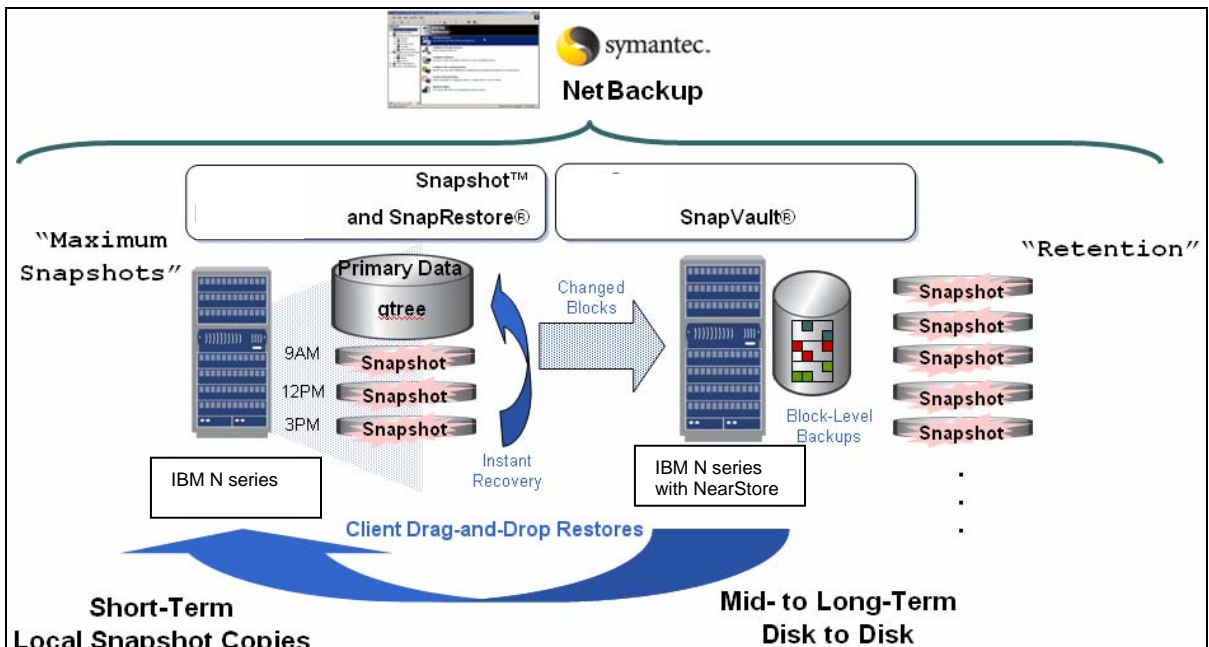 symantec.
NetBackup
Snapshot™
and SnapRestore®
SnapVault®
"Maximum
Snapshots"
"Retention"
Primary Data
qtree
9AM
Snapshot
12PM
Snapshot
3PM
Snapshot
Instant
Recovery
Changed
Blocks
Block-Level
Backups
Snapshot
Snapshot
Snapshot
Snapshot
Snapshot
.
.
.
IBM N series
IBM N series
with NearStore
Client Drag-and-Drop Restores
Short-Term
Local Snapshot Copies
Mid- to Long-Term
Disk to Disk